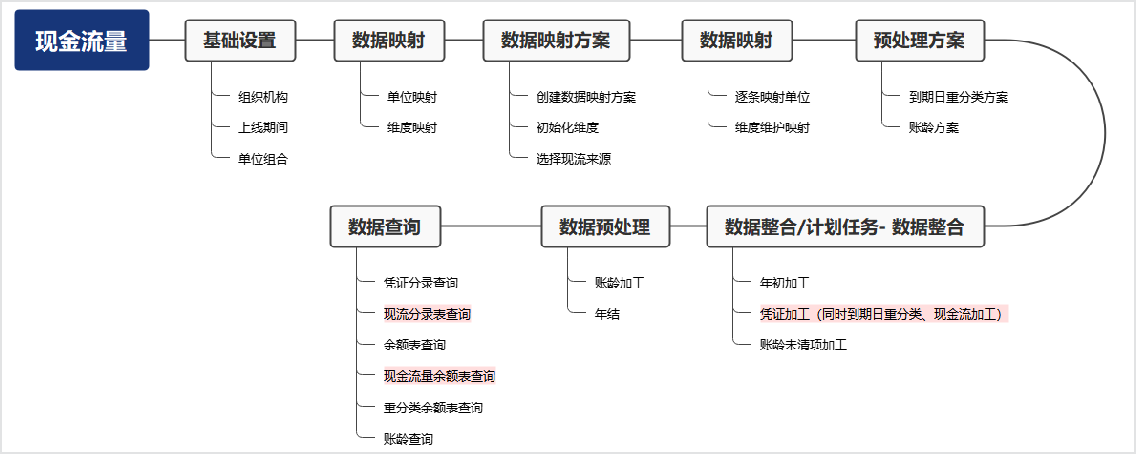 现金流量
基础设置
组织机构
上线期间
单位组合
数据映射
单位映射
维度映射
数据映射方案
创建数据映射方案
初始化维度
选择现流来源
数据映射
逐条映射单位
维度维护映射
预处理方案
到期日重分类方案
账龄方案
数据整合/计划任务- 数据整合
年初加工
凭证加工（同时到期日重分类、现金流加工）
账龄未清项加工
数据预处理
账龄加工
年结
数据查询
凭证分录查询
现流分录表查询
余额表查询
现金流量余额表查询
重分类余额表查询
账龄查询